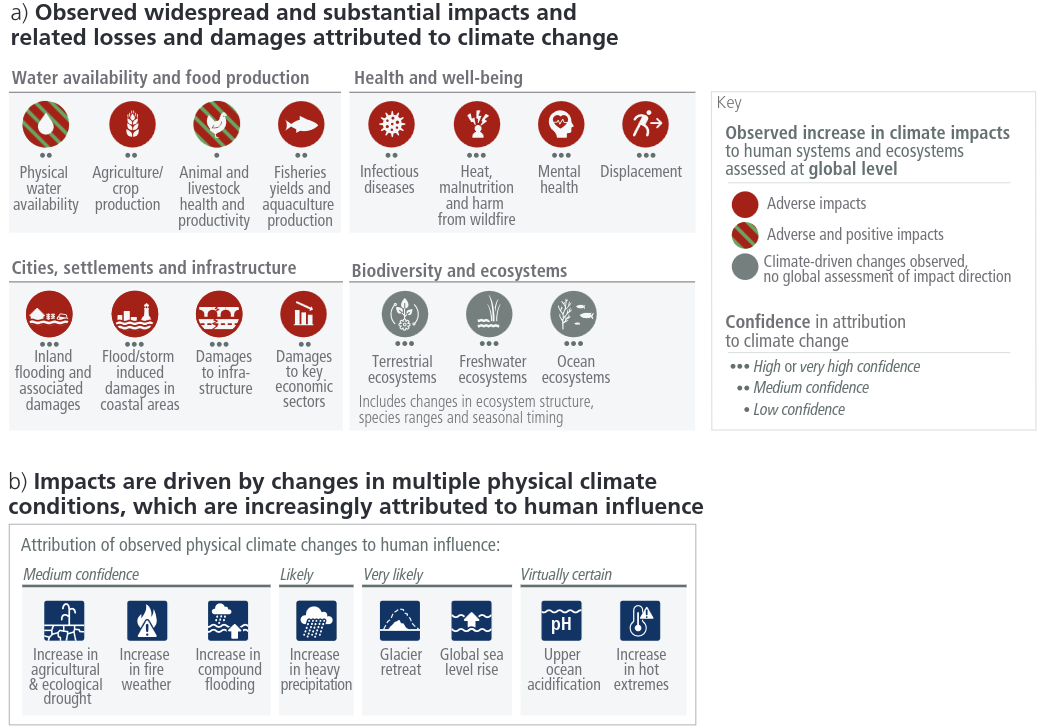 a) Observed widespread and substantial impacts and
related losses and damages attributed to climate change
Water availability and food production
Physical
water
availability
Agriculture/
crop
production
Animal and
livestock
health and
productivity
Fisheries
yields and
aquaculture
production
Health and well-being
Infectious
diseases
Heat,
malnutrition
and harm
from wildfire
Mental
health
Displacement
Cities, settlements and infrastructure
Inland
flooding and
associated
damages
Flood/storm
induced
damages in
coastal areas
Damages
to infra-
structure
Damages
to key
economic
sectors
Biodiversity and ecosystems
Terrestrial
ecosystems
Freshwater
ecosystems
Ocean
ecosystems
Includes changes in ecosystem structure,
species ranges and seasonal timing
Key
Observed increase in climate impacts
to human systems and ecosystems
assessed at global level
Adverse impacts
Adverse and positive impacts
Climate-driven changes observed,
no global assessment of impact direction
Confidence in attribution
to climate change
••• High or very high confidence
•• Medium confidence
• Low confidence
b) Impacts are driven by changes in multiple physical climate
conditions, which are increasingly attributed to human influence
Attribution of observed physical climate changes to human influence:
Medium confidence
Increase in
agricultural
& ecological
drought
Increase
in fire
weather
Increase in
compound
flooding
Likely
Increase
in heavy
precipitation
Very likely
Glacier
retreat
Global sea
level rise
Virtually certain
pH
Upper
ocean
acidification
Increase
in hot
extremes